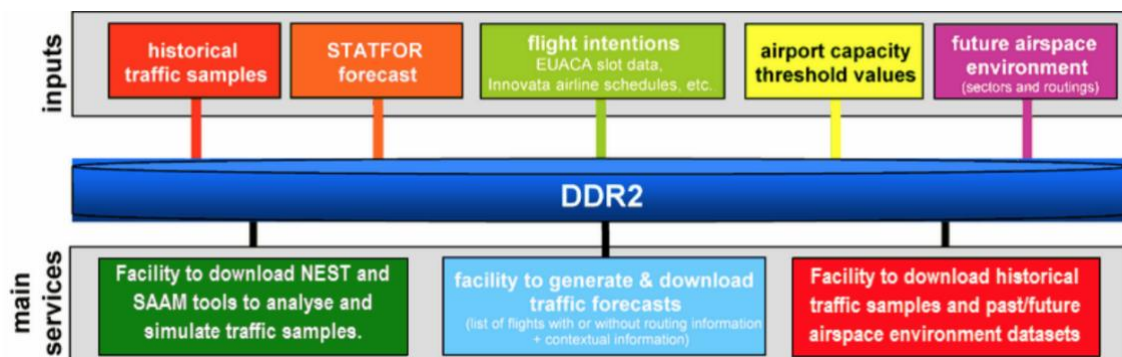 inputs
historical
traffic samples
STATFOR
forecast
flight intentions
EUACA slot data,
Innovata airline schedules, etc.
airport capacity
threshold values
future airspace
environment
(sectors and routings)
DDR2
main
services
Facility to download NEST and
SAAM tools to analyse and
simulate traffic samples.
facility to generate & download
traffic forecasts
(list of flights with or without routing information
+ contextual information)
Facility to download historical
traffic samples and past/future
airspace environment datasets